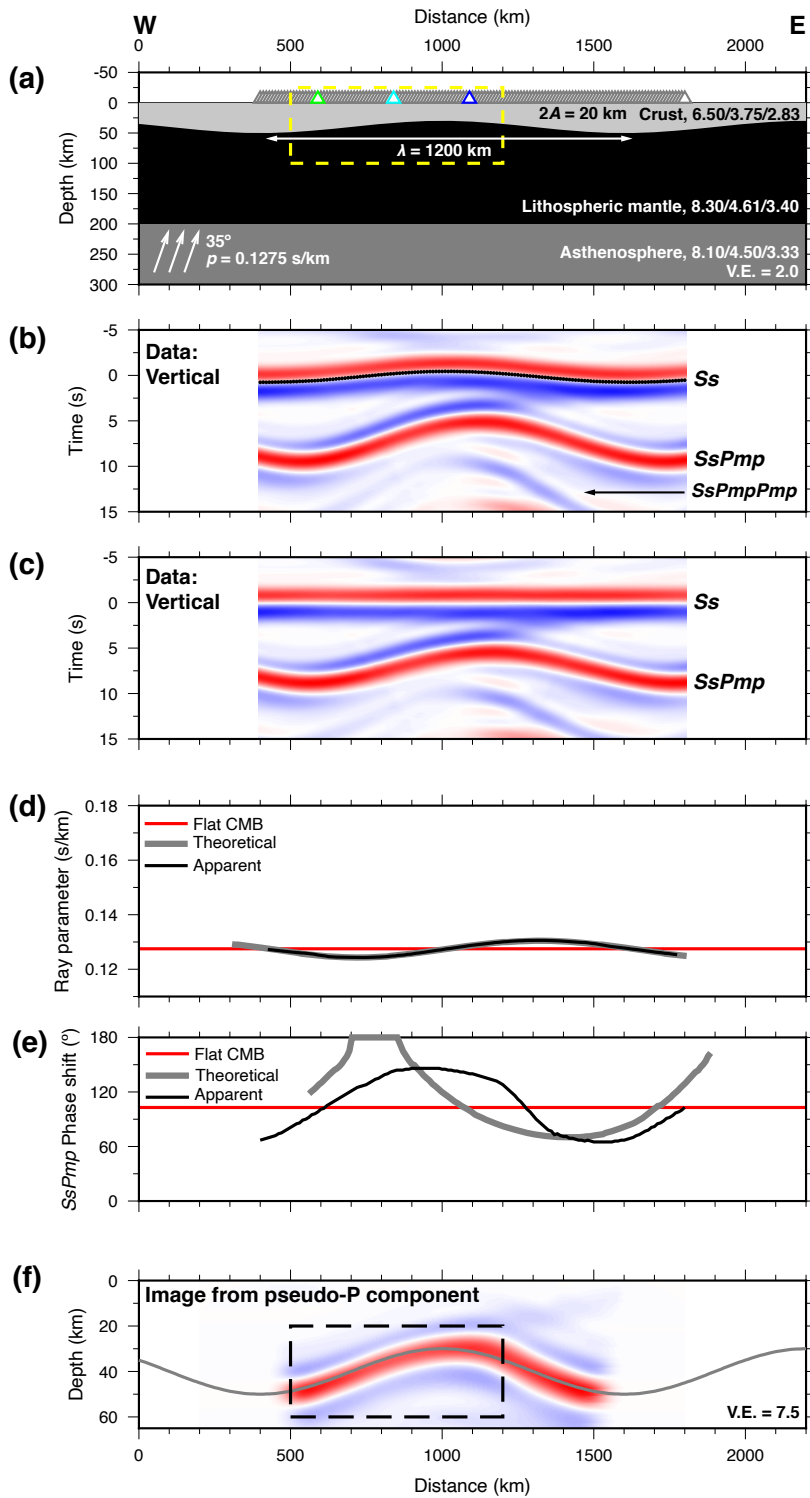 Distance (km)
W
E
0 500 1000 1500 2000
(a)
-50
0
50
100
150
200
250
300
Depth (km)
2A = 20 km
Crust, 6.50/3.75/2.83
λ = 1200 km
Lithospheric mantle, 8.30/4.61/3.40
35º
p = 0.1275 s/km
Asthenosphere, 8.10/4.50/3.33
V.E. = 2.0
(b)
-5
0
5
10
15
Time (s)
Data:
Vertical
Ss
SsPmp
SsPmpPmp
(c)
-5
0
5
10
15
Time (s)
Data:
Vertical
Ss
SsPmp
(d)
0.18
0.16
0.14
0.12
Ray parameter (s/km)
Flat CMB
Theoretical
Apparent
(e)
180
120
60
0
SsPmp Phase shift (º)
Flat CMB
Theoretical
Apparent
(f)
0
20
40
60
Depth (km)
Image from pseudo-P component
V.E. = 7.5
0 500 1000 1500 2000
Distance (km)